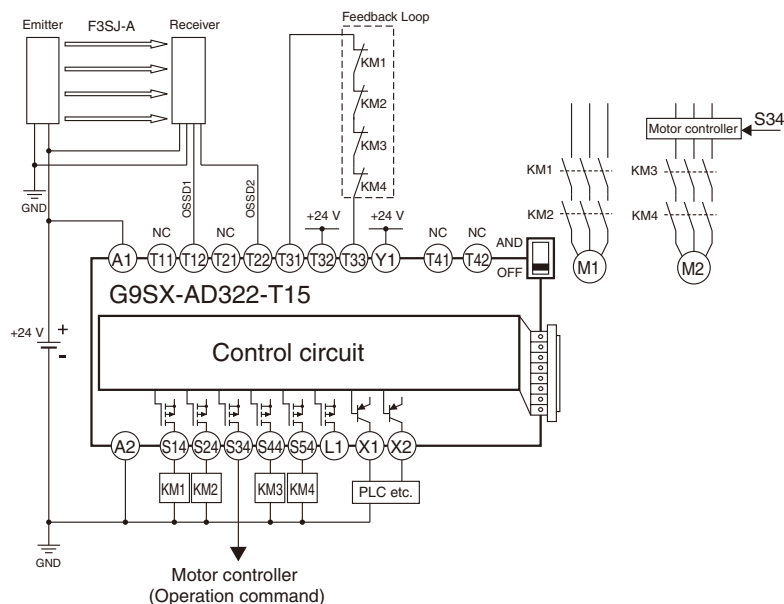 Emitter F3SJ-A Receiver
Feedback Loop
KM1
KM2
KM3
KM4
GND
OSSD1
OSSD2
+24 V +24 V
Motor controller S34
KM1 KM3
KM2 KM4
M1 M2
NC NC NC NC
A1 T11 T12 T21 T22 T31 T32 T33 Y1 T41 T42
AND
OFF
G9SX-AD322-T15
+24 V + -
Control circuit
A2 S14 S24 S34 S44 S54 L1 X1 X2
KM1 KM2 KM3 KM4 PLC etc.
GND
Motor controller
(Operation command)